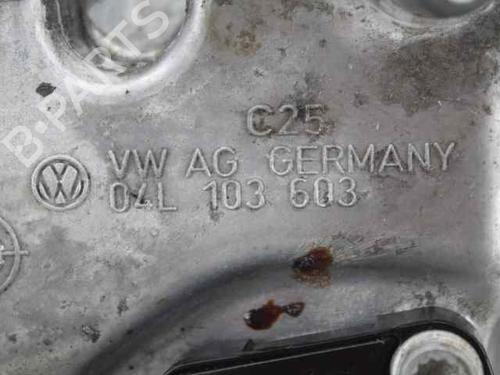 B-PARTS
C25
VW AG GERMANY
04L 103 603